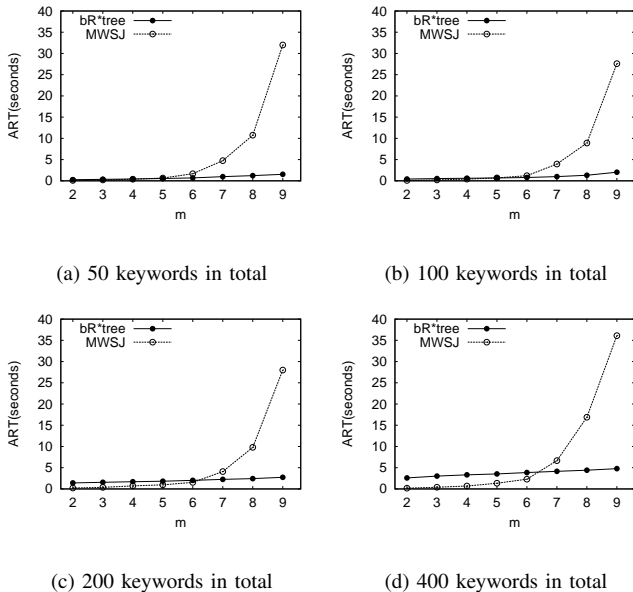 40
35
30
25
20
15
10
5
0
ART(seconds)
bR*tree
MWSJ
2 3 4 5 6 7 8 9
m
(a) 50 keywords in total
40
35
30
25
20
15
10
5
0
ART(seconds)
bR*tree
MWSJ
2 3 4 5 6 7 8 9
m
(b) 100 keywords in total
40
35
30
25
20
15
10
5
0
ART(seconds)
bR*tree
MWSJ
2 3 4 5 6 7 8 9
m
(c) 200 keywords in total
40
35
30
25
20
15
10
5
0
ART(seconds)
bR*tree
MWSJ
2 3 4 5 6 7 8 9
m
(d) 400 keywords in total